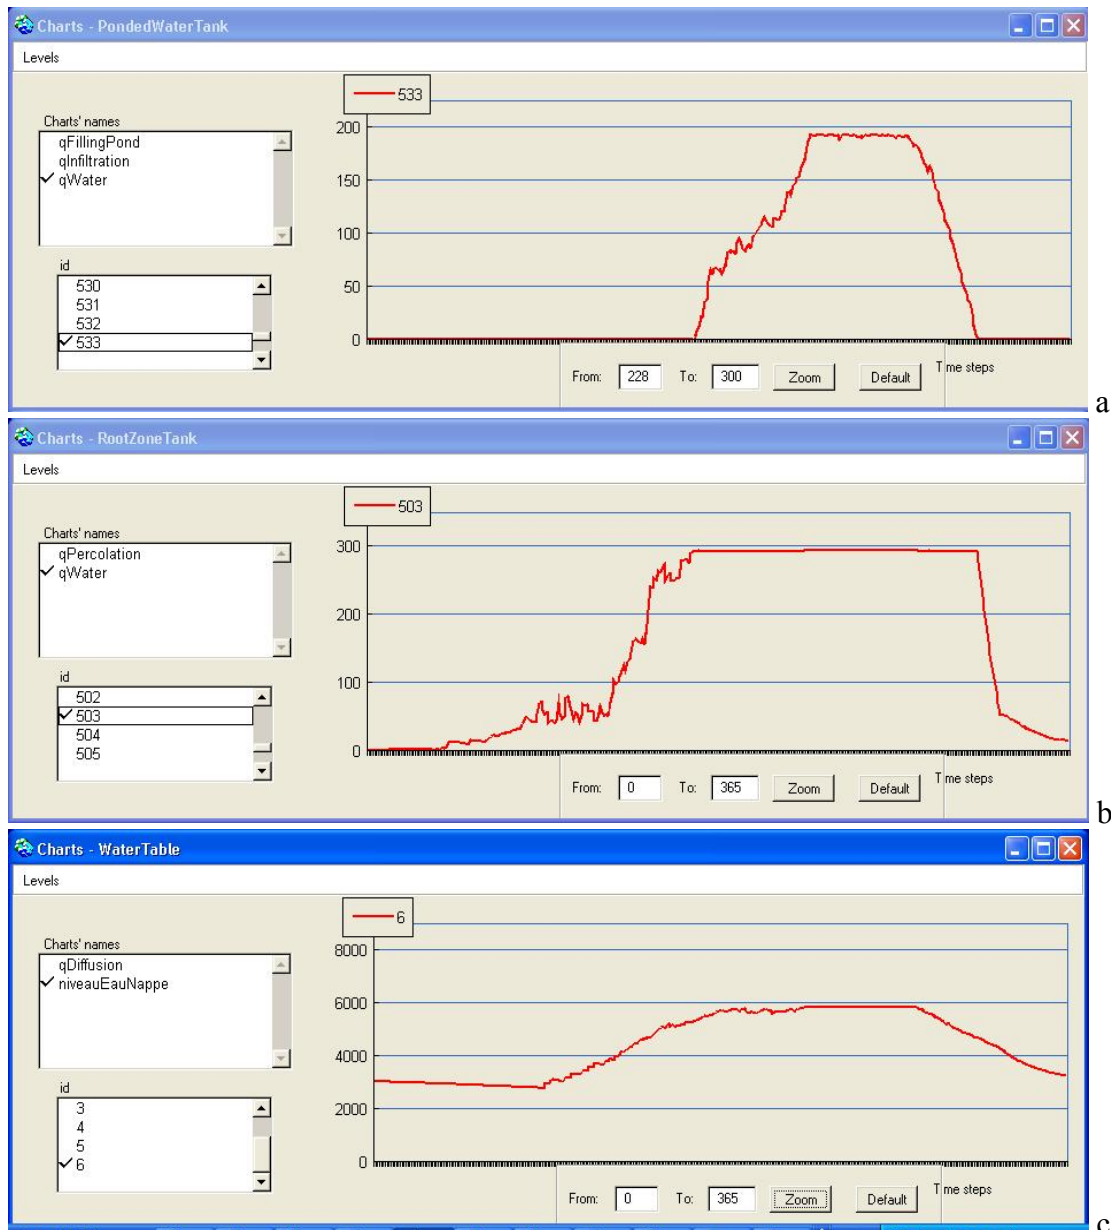 Charts - PondedWaterTank
Levels
533
Charts' names
qFillingPond
qInfiltration
qWater
id
530
531
532
533
200
150
100
50
0
From: 228 To: 300 Zoom Default Time steps
a
Charts - RootZoneTank
Levels
503
Charts' names
qPercolation
qWater
id
502
503
504
505
300
200
100
0
From: 0 To: 365 Zoom Default Time steps
b
Charts - WaterTable
Levels
6
Charts' names
qDiffusion
niveauEauNappe
id
3
4
5
6
8000
6000
4000
2000
0
From: 0 To: 365 Zoom Default Time steps
c